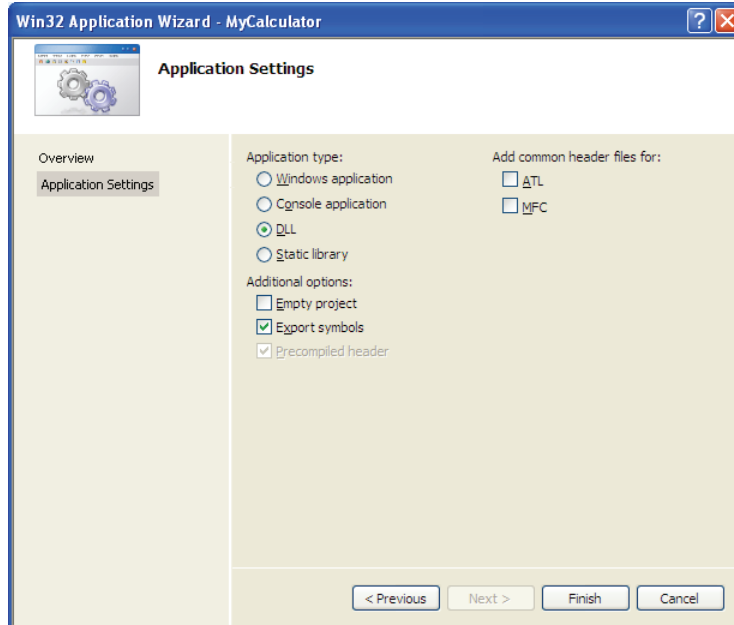 Win32 Application Wizard - MyCalculator
Application Settings
Overview
Application Settings
Application type:
Windows application
Console application
DLL
Static library
Additional options:
Empty project
Export symbols
Precompiled header
Add common header files for:
ATL
MFC
< Previous
Next >
Finish
Cancel